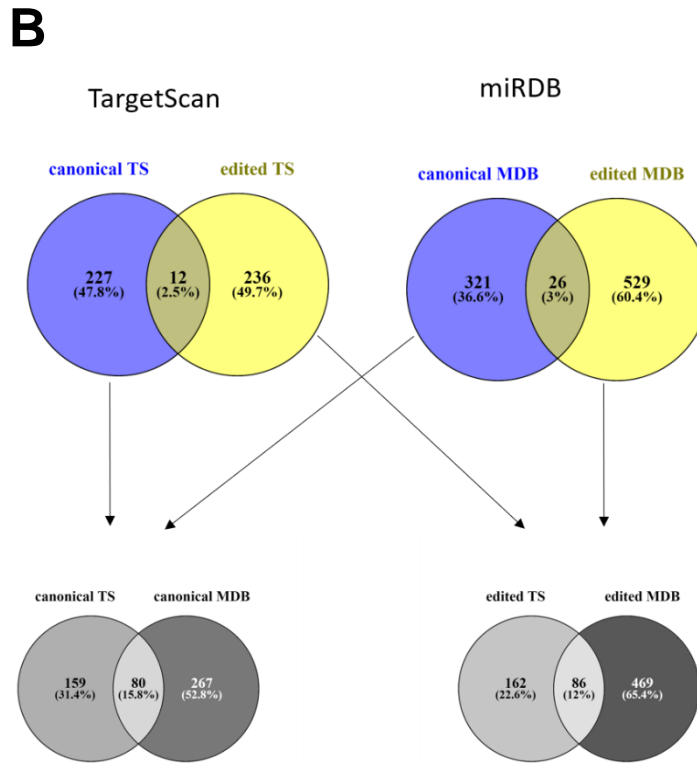 B
TargetScan
miRDB
canonical TS
edited TS
canonical MDB
edited MDB
227
(47.8%)
12
(2.5%)
236
(49.7%)
321
(36.6%)
26
(3%)
529
(60.4%)
canonical TS
canonical MDB
edited TS
edited MDB
159
(31.4%)
80
(15.8%)
267
(52.8%)
162
(22.6%)
86
(12%)
469
(65.4%)